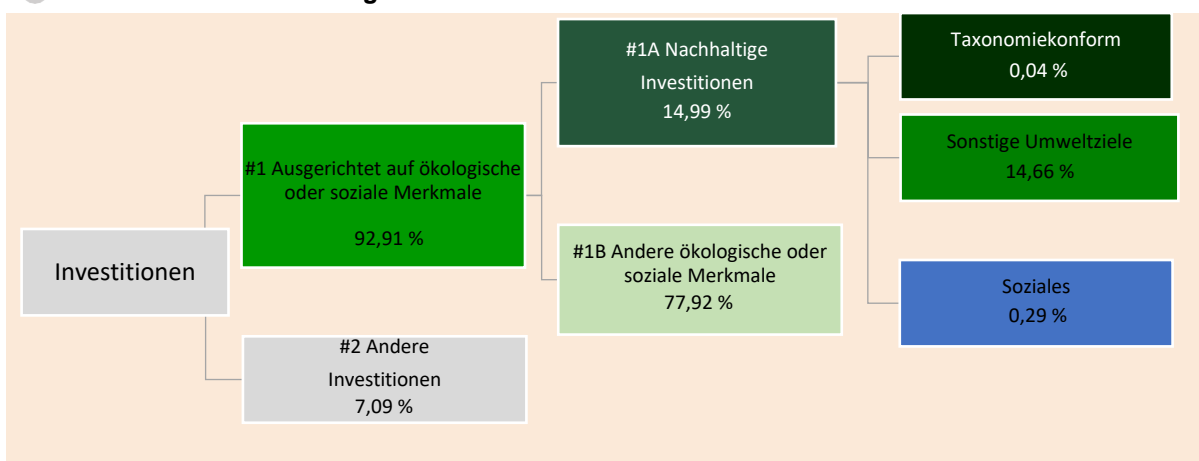 Investitionen
#1 Ausgerichtet auf ökologische
oder soziale Merkmale
92,91 %
#2 Andere
Investitionen
7,09 %
#1A Nachhaltige
Investitionen
14,99 %
#1B Andere ökologische oder
soziale Merkmale
77,92 %
Taxonomiekonform
0,04 %
Sonstige Umweltziele
14,66 %
Soziales
0,29 %